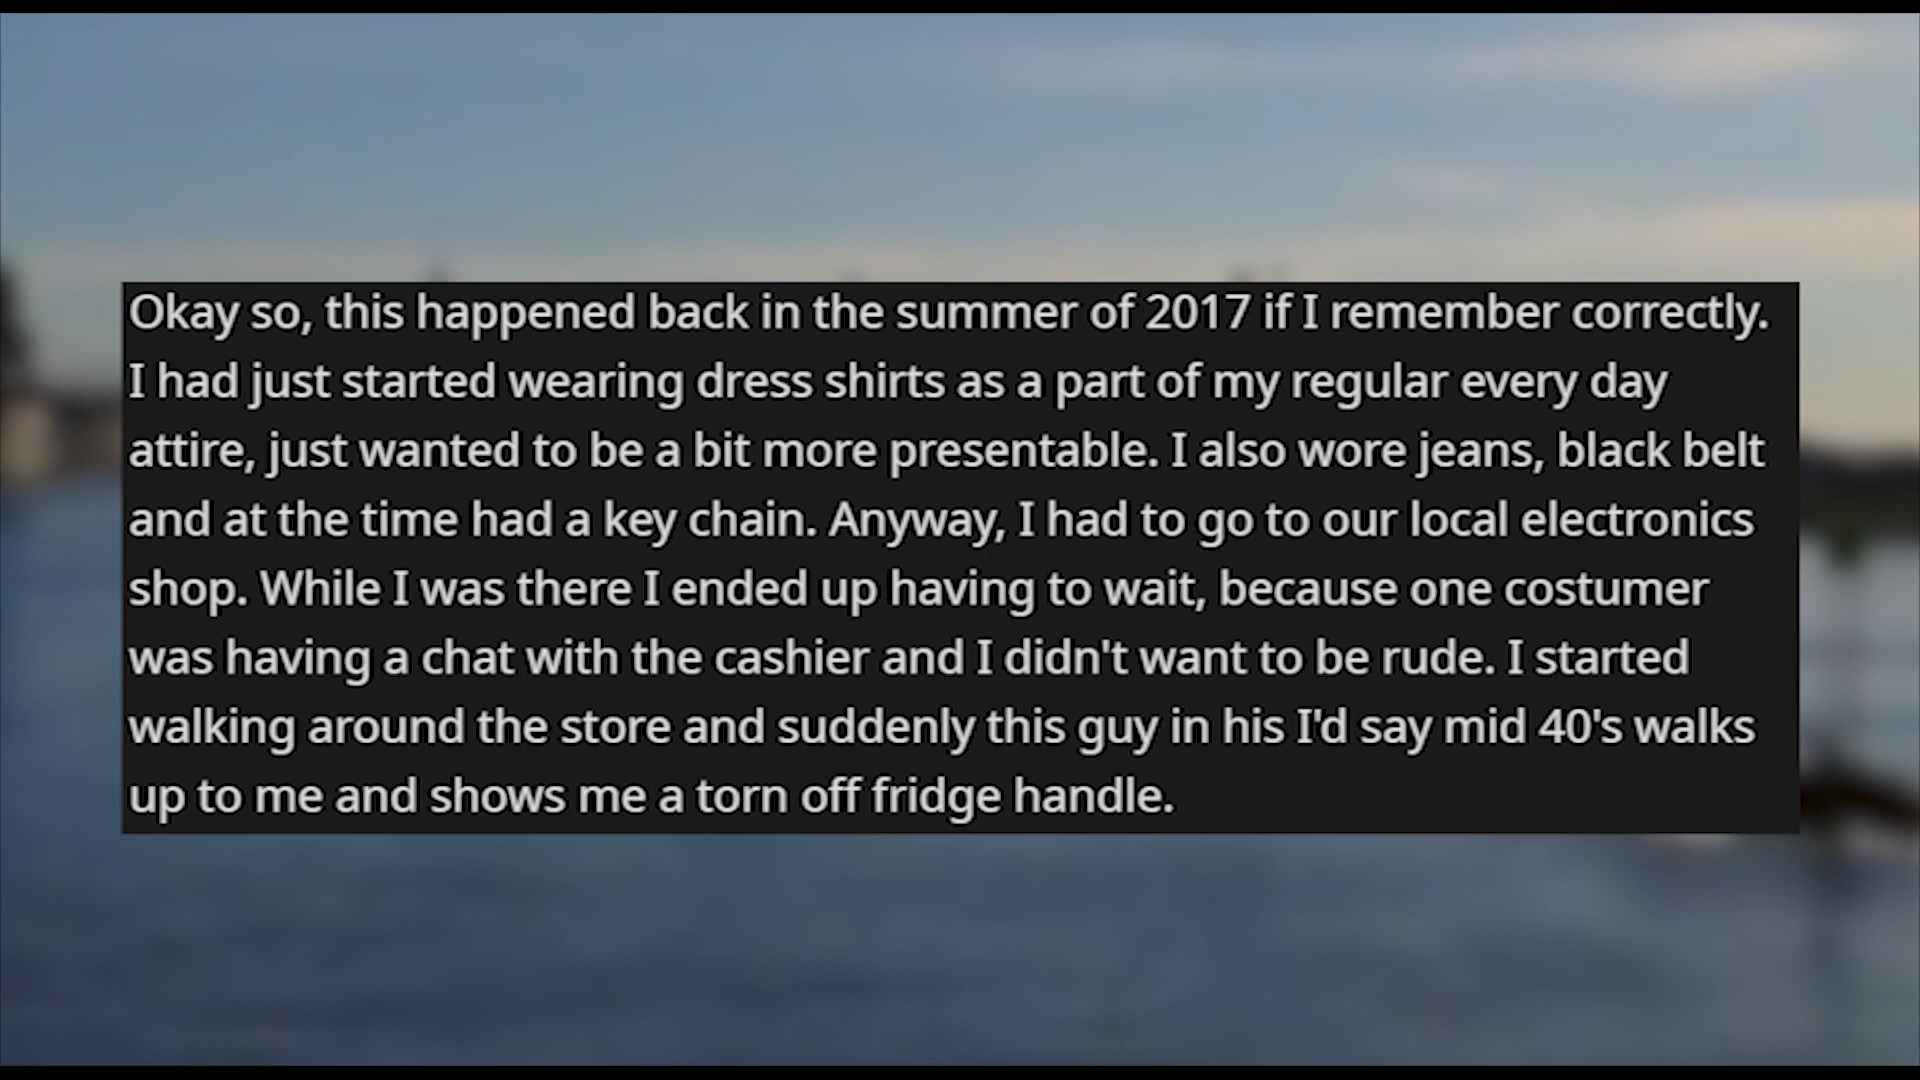 Okay so, this happened back in the summer of 2017 if I remember correctly.
I had just started wearing dress shirts as a part of my regular every day
attire, just wanted to be a bit more presentable. I also wore jeans, black belt
and at the time had a key chain. Anyway, I had to go to our local electronics
shop. While I was there I ended up having to wait, because one costumer
was having a chat with the cashier and I didn't want to be rude. I started
walking around the store and suddenly this guy in his I'd say mid 40's walks
up to me and shows me a torn off fridge handle.